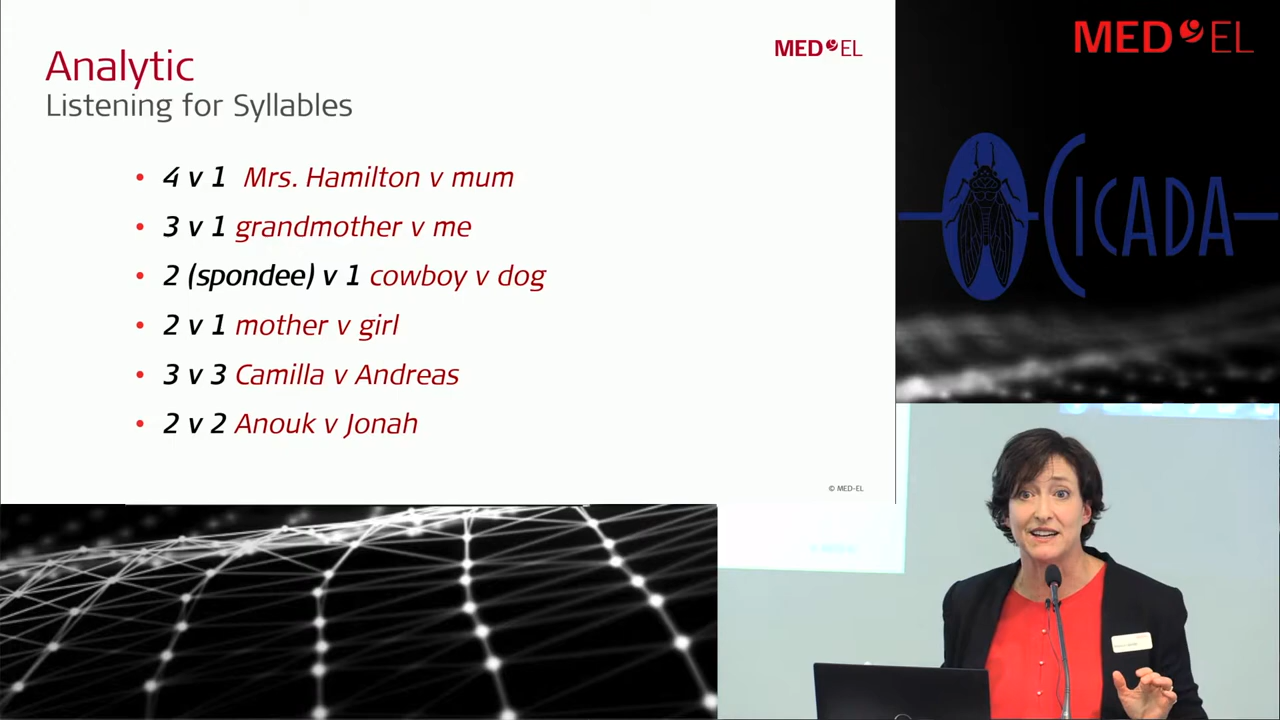 Analytic
Listening for Syllables
MED EL
• 4 v 1 Mrs. Hamilton v mum
• 3 v 1 grandmother v me
• 2 (spondee) v 1 cowboy v dog
• 2 v 1 mother v girl
• 3 v 3 Camilla v Andreas
• 2 v 2 Anouk v Jonah
© MED-EL
MED EL
CICADA